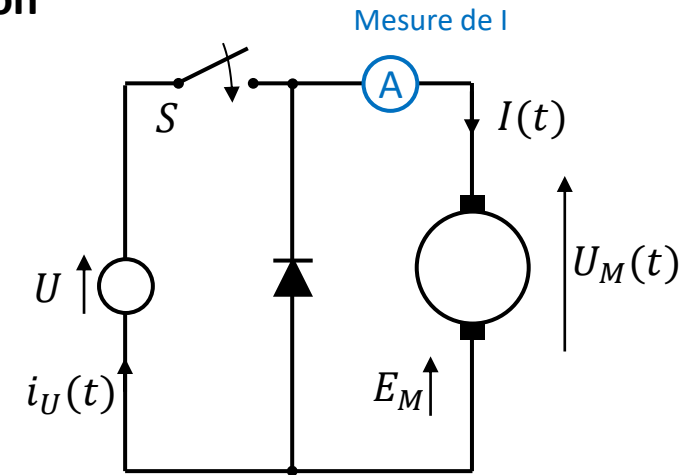 Mesure de I
A
S
I(t)
U
U_M(t)
i_U(t)
E_M